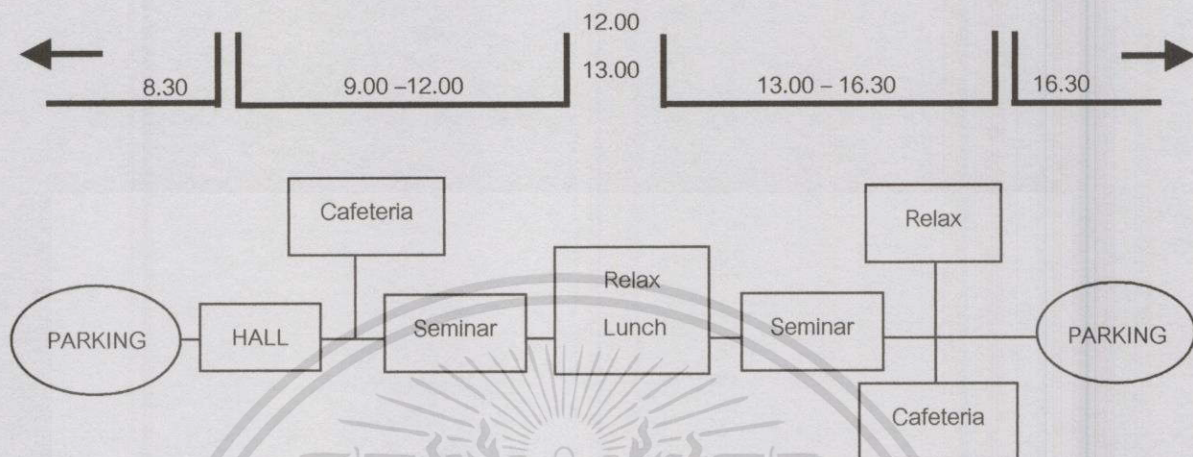 12.00
8.30
9.00 –12.00
13.00
13.00 – 16.30
16.30
Cafeteria
Relax
PARKING
HALL
Seminar
Relax
Lunch
Seminar
PARKING
Cafeteria